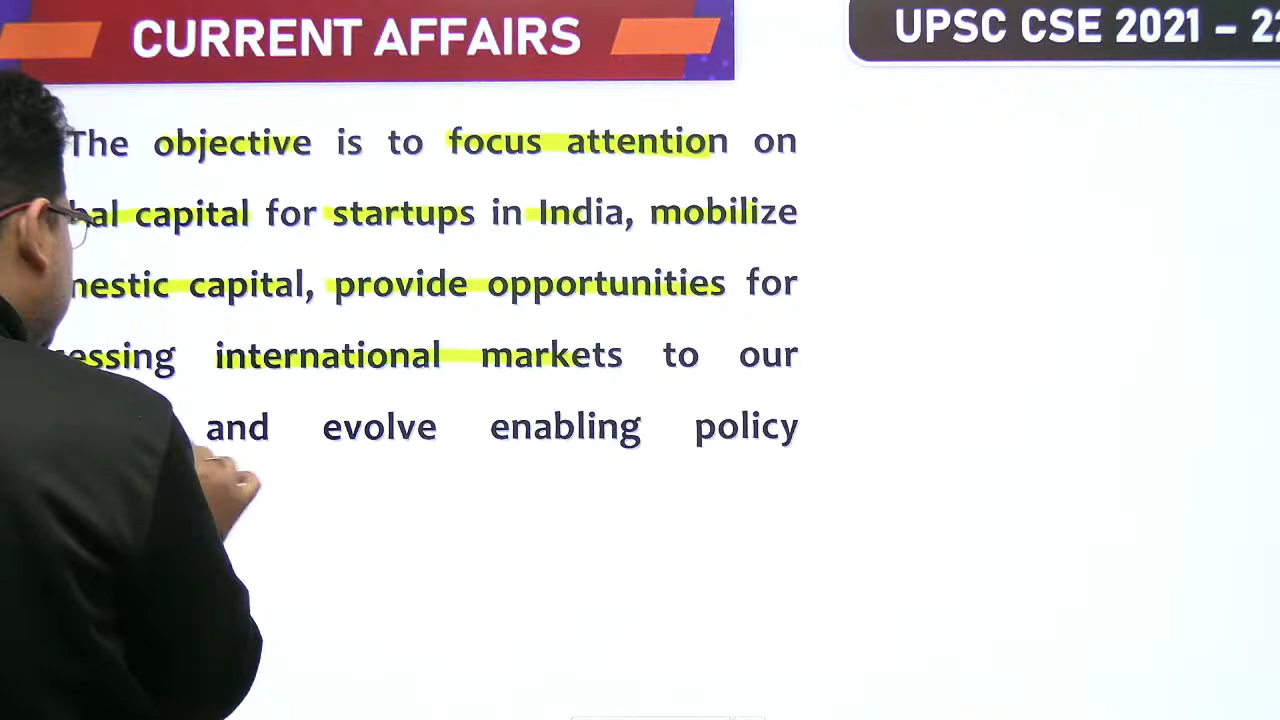 CURRENT AFFAIRS
UPSC CSE 2021 – 22
The objective is to focus attention on
capital for startups in India, mobilize
capital, provide opportunities for
international markets to our
and evolve enabling policy